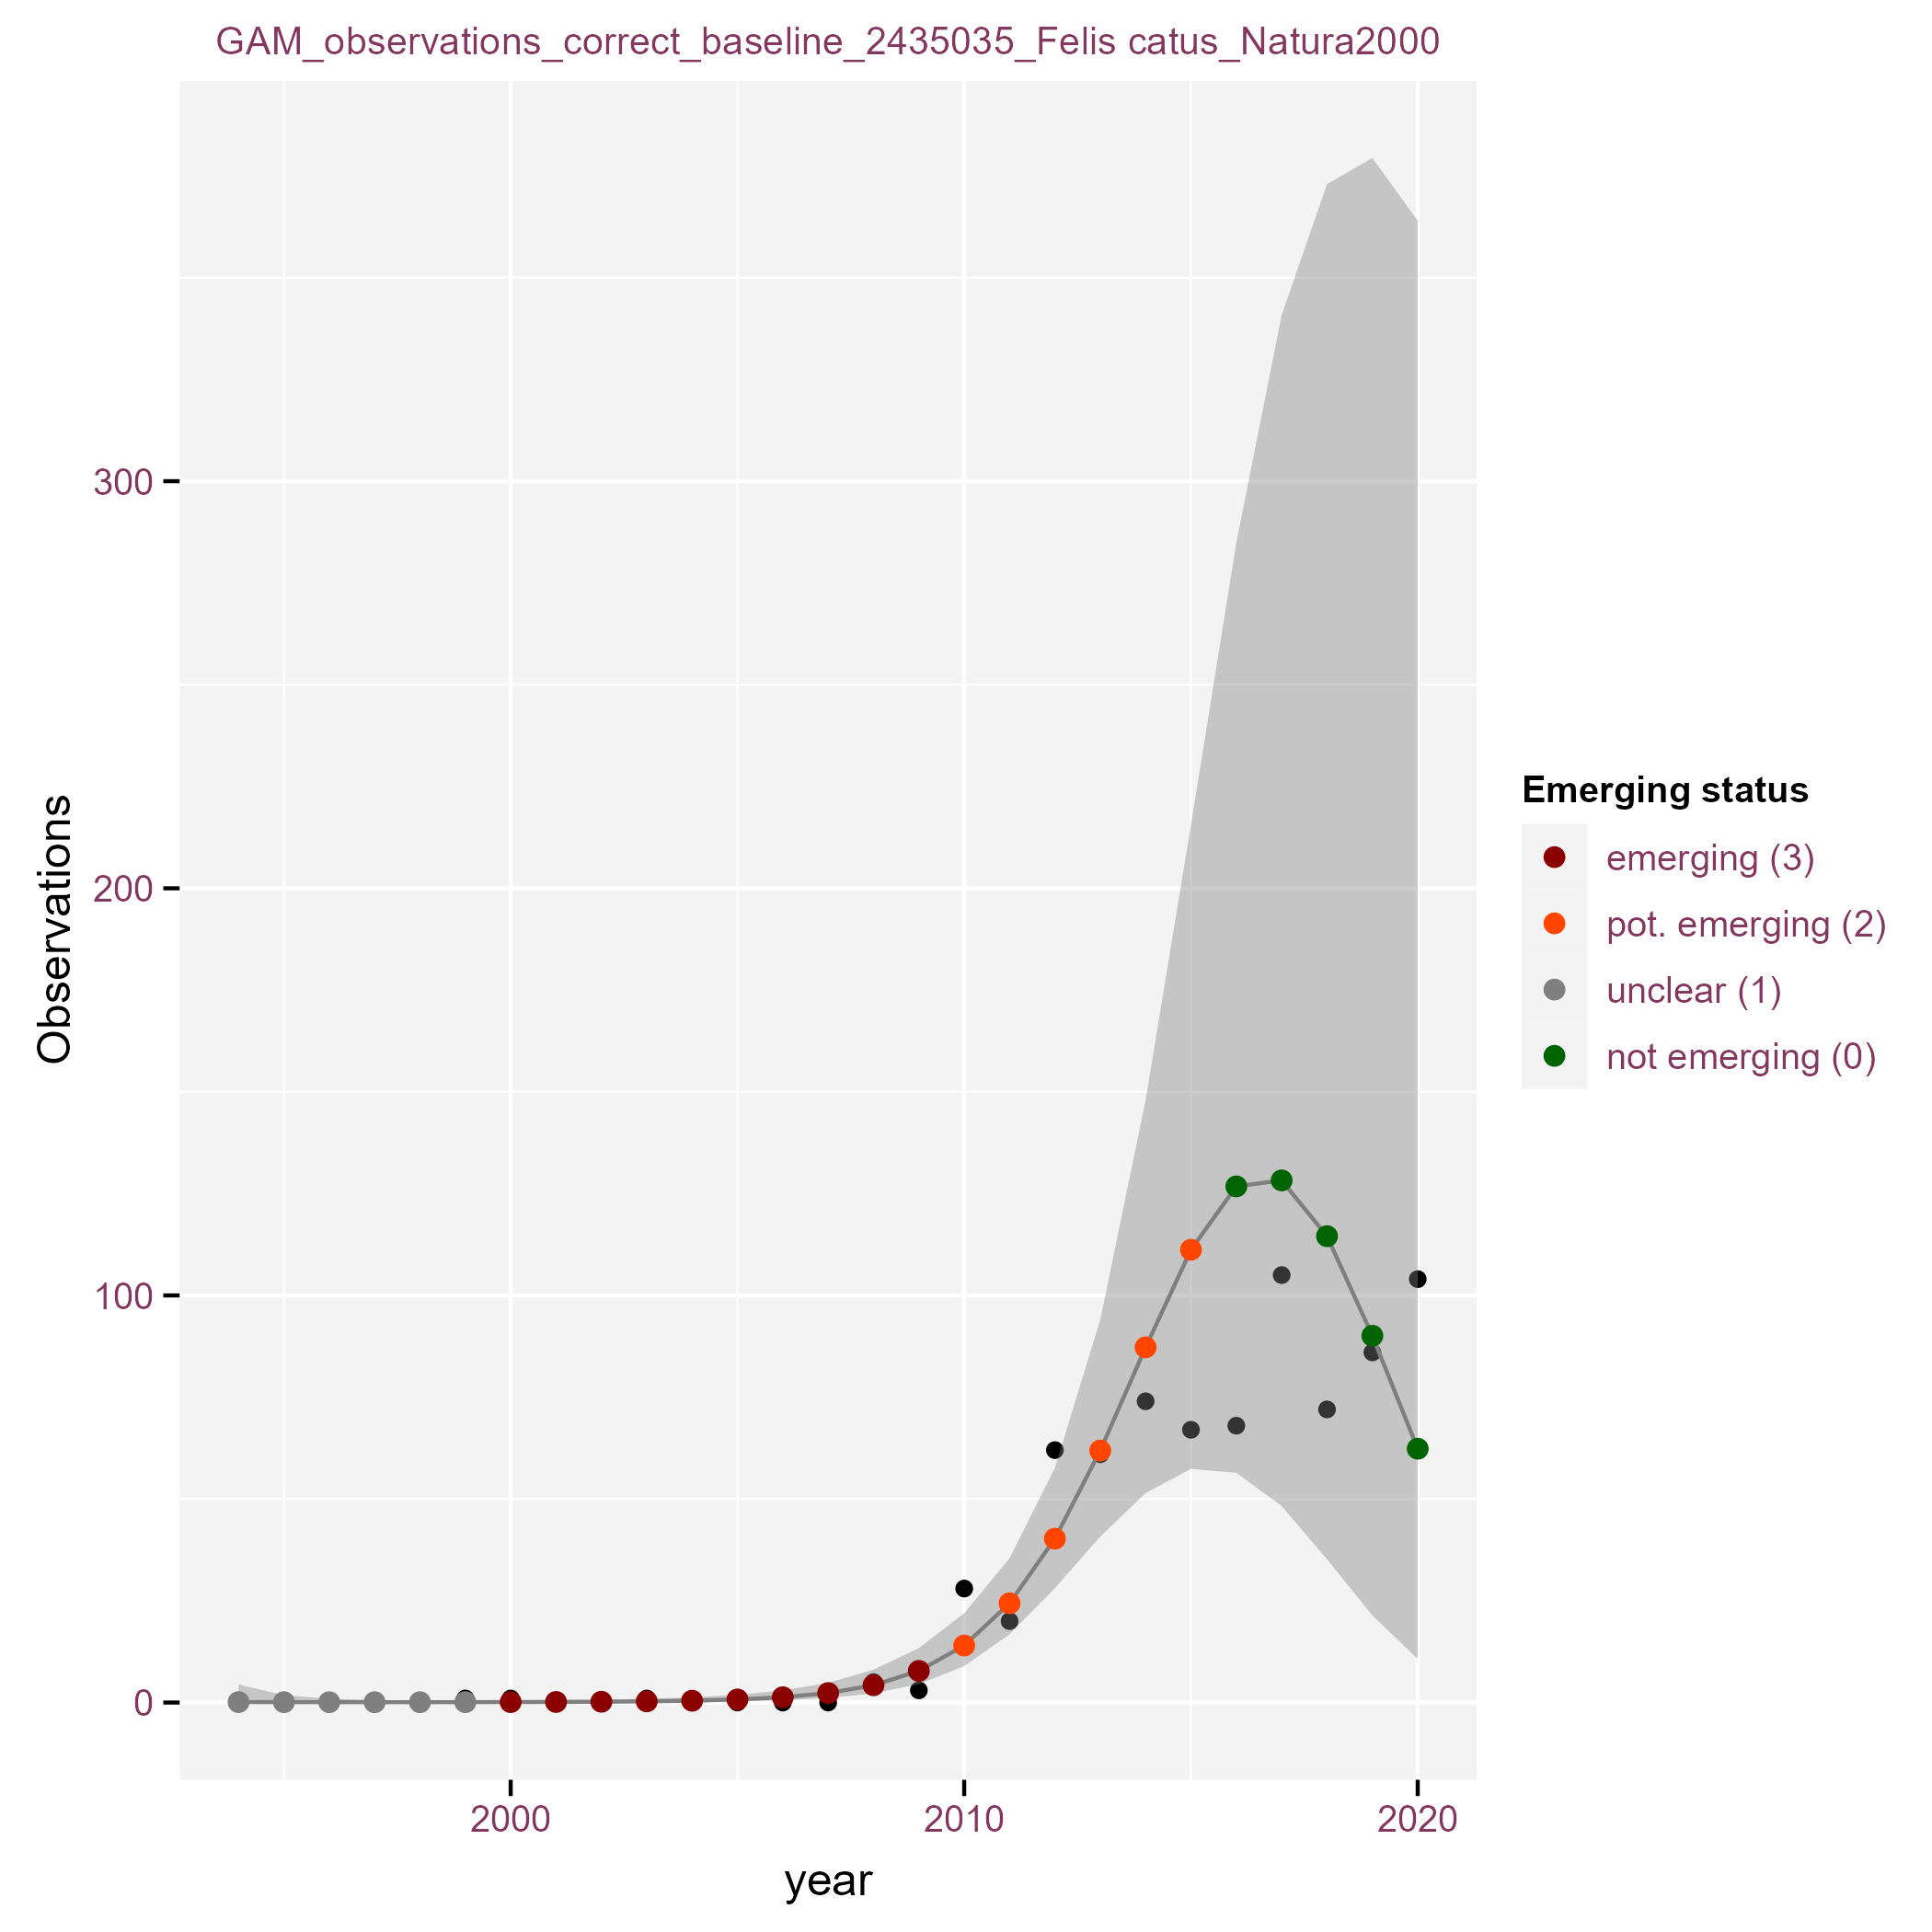 GAM_observations_correct_baseline_2435035_Felis catus_Natura2000
Observations
300
200
100
0
2000
2010
2020
year
Emerging status
emerging (3)
pot. emerging (2)
unclear (1)
not emerging (0)